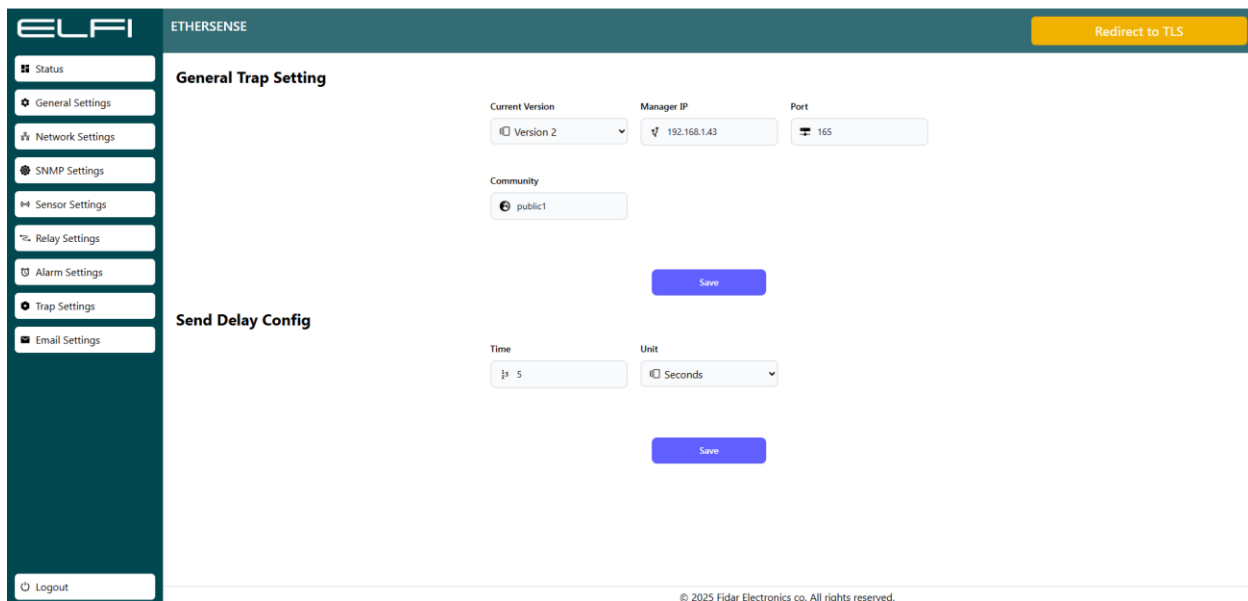 ELFI
ETHERSENSE
Redirect to TLS
Status
General Settings
Network Settings
SNMP Settings
Sensor Settings
Relay Settings
Alarm Settings
Trap Settings
Email Settings
Logout
General Trap Setting
Current Version Manager IP Port
Version 2 192.168.1.43 165
Community
public1
Save
Send Delay Config
Time Unit
5 Seconds
Save
© 2025 Fidar Electronics co. All rights reserved.